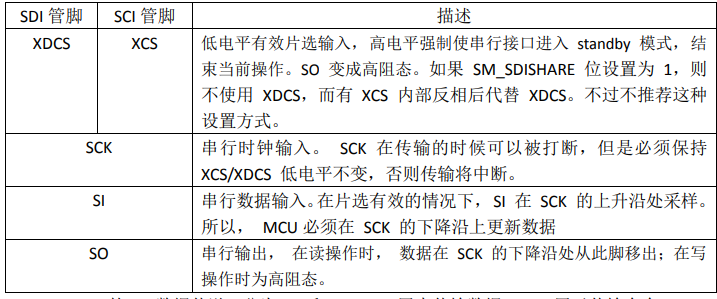 SDI 管脚 SCI 管脚 描述
XDCS XCS 低电平有效片选输入，高电平强制使串行接口进入 standby 模式，结
束当前操作。SO 变成高阻态。如果 SM_SDISHARE 位设置为 1，则
不使用 XDCS，而有 XCS 内部反相后代替 XDCS。不过不推荐这种
设置方式。
SCK 串行时钟输入。 SCK 在传输的时候可以被打断，但是必须保持
XCS/XDCS 低电平不变，否则传输将中断。
SI 串行数据输入。在片选有效的情况下，SI 在 SCK 的上升沿处采样。
所以， MCU 必须在 SCK 的下降沿上更新数据
SO 串行输出， 在读操作时， 数据在 SCK 的下降沿处从此脚移出；在写
操作时为高阻态。